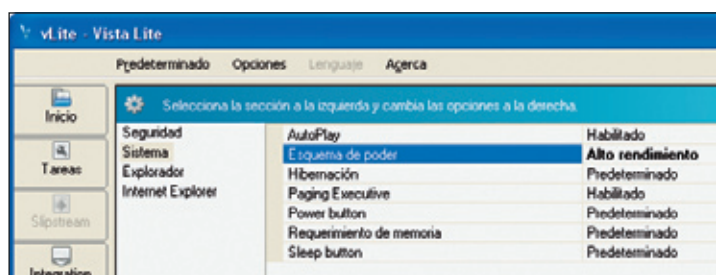 vLite - Vista Lite
Predeterminado Opciones Lenguaje Acerca
Inicio
Tareas
Slipstream
Integration
Selecciona la sección a la izquierda y cambia las opciones a la derecha.
Seguridad
Sistema
Explorador
Internet Explorer
AutoPlay Habilitado
Esquema de poder Alto rendimiento
Hibernación Predeterminado
Paging Executive Habilitado
Power button Predeterminado
Requerimiento de memoria Predeterminado
Sleep button Predeterminado